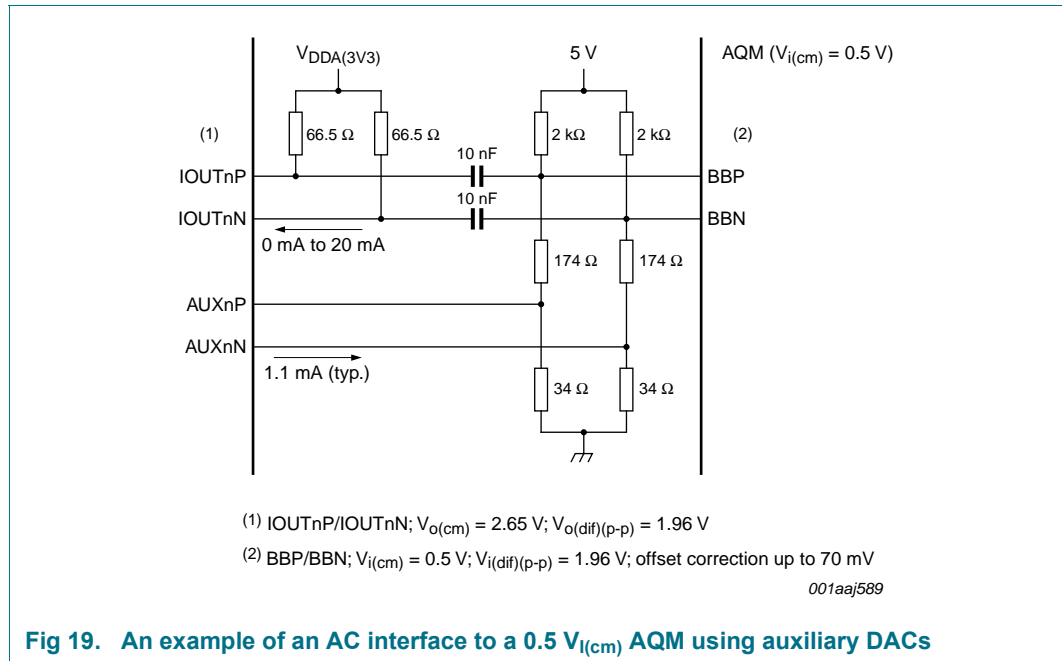 V_DDA(3V3) 5 V AQM (V_i(cm) = 0.5 V)
(1) 66.5 Ω 66.5 Ω 2 kΩ 2 kΩ (2)
10 nF
IOUTnP BBP
10 nF
IOUTnN BBN
0 mA to 20 mA
174 Ω 174 Ω
AUXnP
AUXnN
1.1 mA (typ.)
34 Ω 34 Ω
(1) IOUTnP/IOUTnN; V_o(cm) = 2.65 V; V_o(dif)(p-p) = 1.96 V
(2) BBP/BBN; V_i(cm) = 0.5 V; V_i(dif)(p-p) = 1.96 V; offset correction up to 70 mV
001aaj589
Fig 19. An example of an AC interface to a 0.5 V_I(cm) AQM using auxiliary DACs